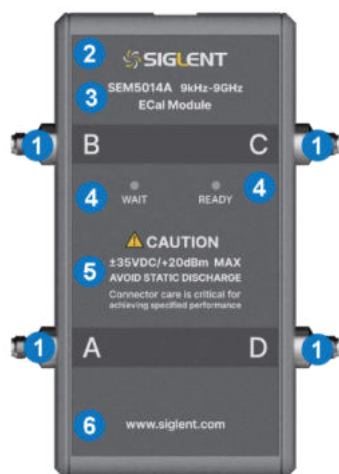 2 SIGLENT
3 SEM5014A 9kHz-9GHz
ECal Module
1 B C 1
4 4
WAIT READY
CAUTION
5 ±35VDC/+20dBm MAX
AVOID STATIC DISCHARGE
Connector care is critical for
achieving specified performance
1 A D 1
6 www.siglent.com